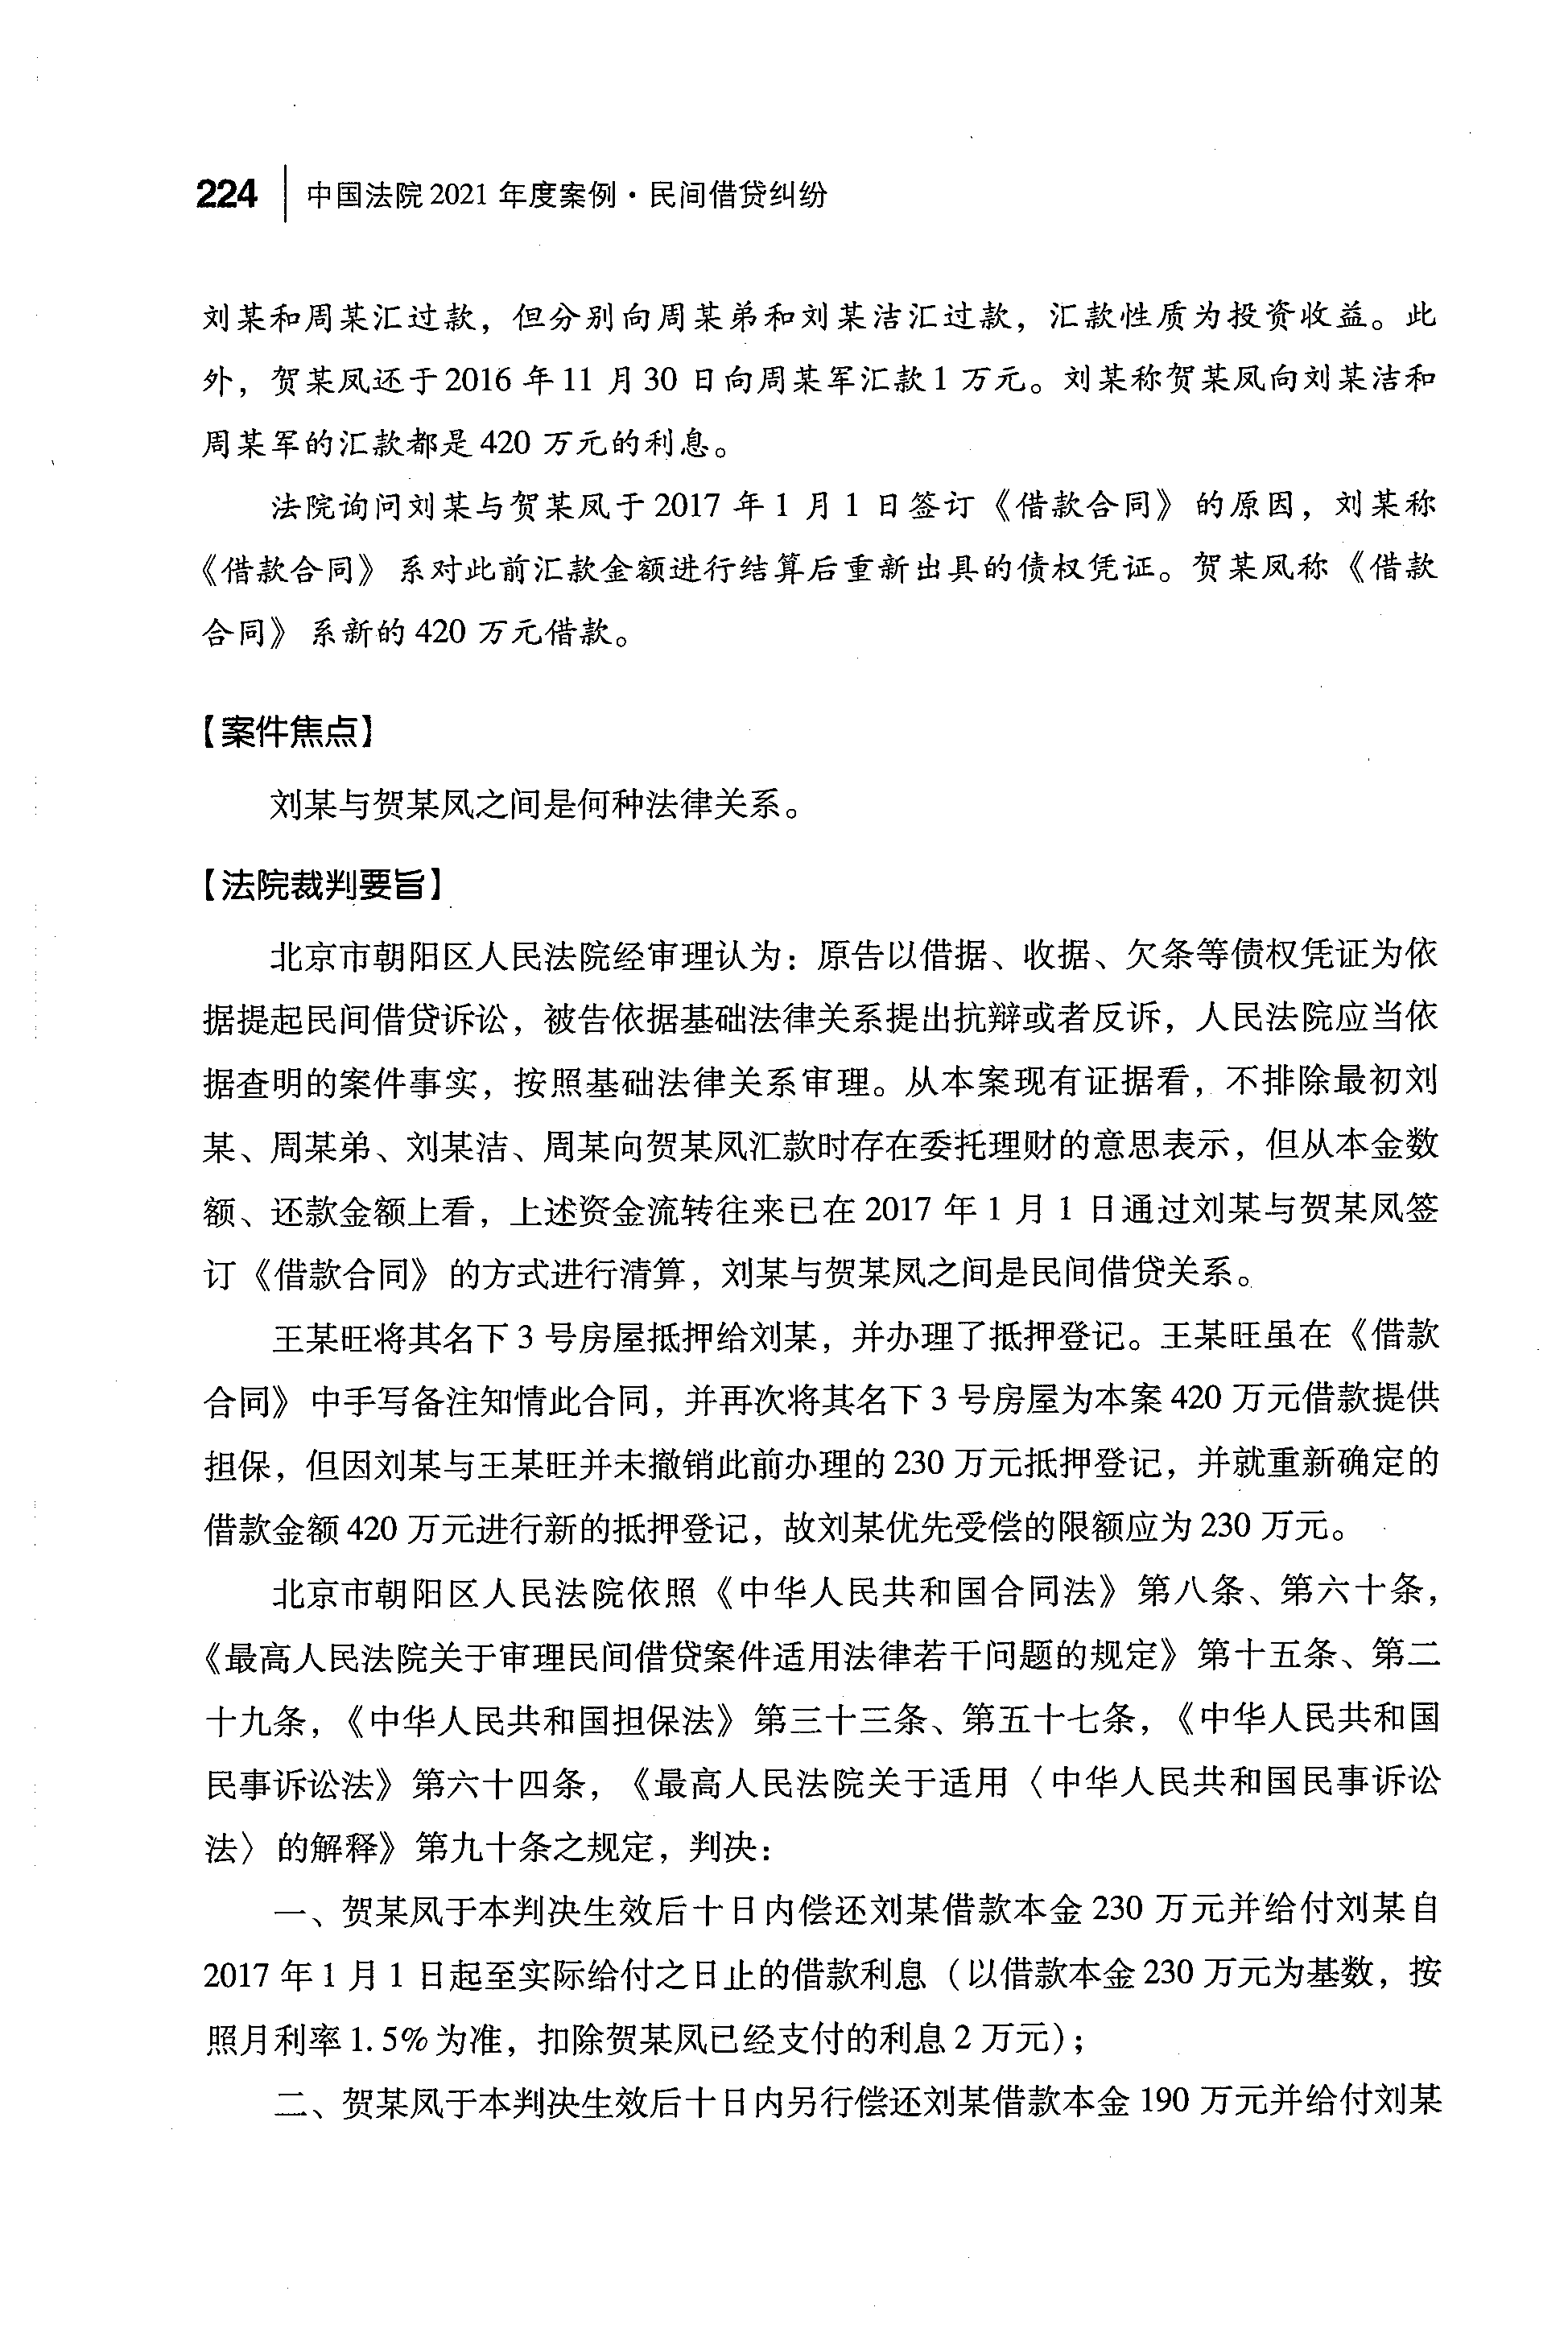 224 中国法院2021年度案例·民间借贷纠纷
刘某和周某汇过款，但分别向周某弟和刘某洁汇过款，汇款性质为投资收益。此
外，贺某凤还于2016年11月30日向周某军汇款1万元。刘某称贺某凤向刘某洁和
周某军的汇款都是420万元的利息。
法院询问刘某与贺某凤于2017年1月1日签订《借款合同》的原因，刘某称
《借款合同》系对此前汇款金额进行结算后重新出具的债权凭证。贺某凤称《借款
合同》系新的420万元借款。
【案件焦点】
刘某与贺某凤之间是何种法律关系。
【法院裁判要旨】
北京市朝阳区人民法院经审理认为：原告以借据、收据、欠条等债权凭证为依
据提起民间借贷诉讼，被告依据基础法律关系提出抗辩或者反诉，人民法院应当依
据查明的案件事实，按照基础法律关系审理。从本案现有证据看，不排除最初刘
某、周某弟、刘某洁、周某向贺某凤汇款时存在委托理财的意思表示，但从本金数
额、还款金额上看，上述资金流转往来已在2017年1月1日通过刘某与贺某凤签
订《借款合同》的方式进行清算，刘某与贺某凤之间是民间借贷关系。
王某旺将其名下3号房屋抵押给刘某，并办理了抵押登记。王某旺虽在《借款
合同》中手写备注知情此合同，并再次将其名下3号房屋为本案420万元借款提供
担保，但因刘某与王某旺并未撤销此前办理的230万元抵押登记，并就重新确定的
借款金额420万元进行新的抵押登记，故刘某优先受偿的限额应为230万元。
北京市朝阳区人民法院依照《中华人民共和国合同法》第八条、第六十条，
《最高人民法院关于审理民间借贷案件适用法律若干问题的规定》第十五条、第二
十九条，《中华人民共和国担保法》第三十三条、第五十七条，《中华人民共和国
民事诉讼法》第六十四条，《最高人民法院关于适用〈中华人民共和国民事诉讼
法〉的解释》第九十条之规定，判决：
一、贺某凤于本判决生效后十日内偿还刘某借款本金230万元并给付刘某自
2017年1月1日起至实际给付之日止的借款利息（以借款本金230万元为基数，按
照月利率1.5%为准，扣除贺某凤已经支付的利息2万元）；
二、贺某凤于本判决生效后十日内另行偿还刘某借款本金190万元并给付刘某